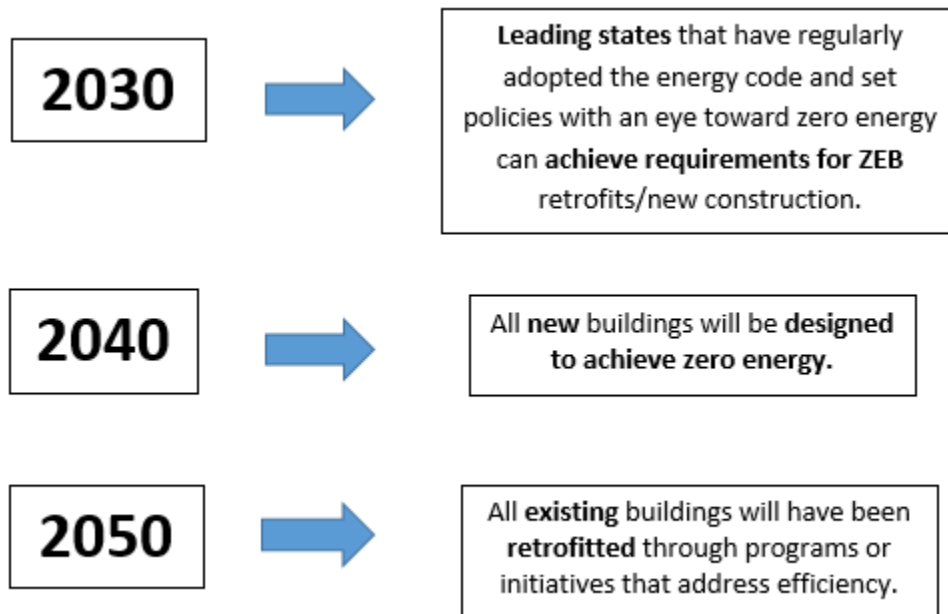 2030
Leading states that have regularly
adopted the energy code and set
policies with an eye toward zero energy
can achieve requirements for ZEB
retrofits/new construction.
2040
All new buildings will be designed
to achieve zero energy.
2050
All existing buildings will have been
retrofitted through programs or
initiatives that address efficiency.